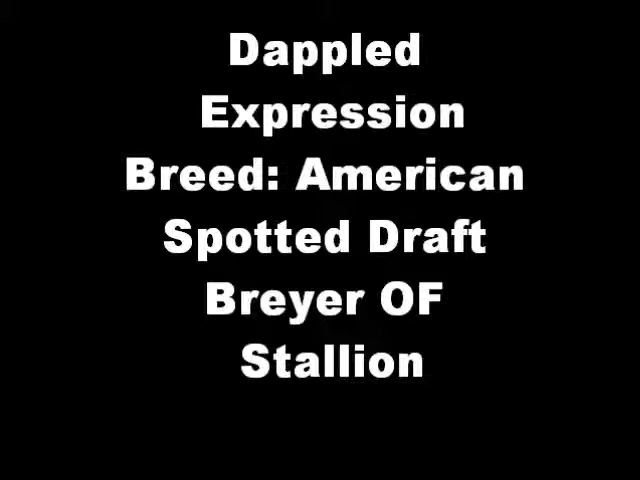 Dappled
Expression
Breed: American
Spotted Draft
Breyer OF
Stallion